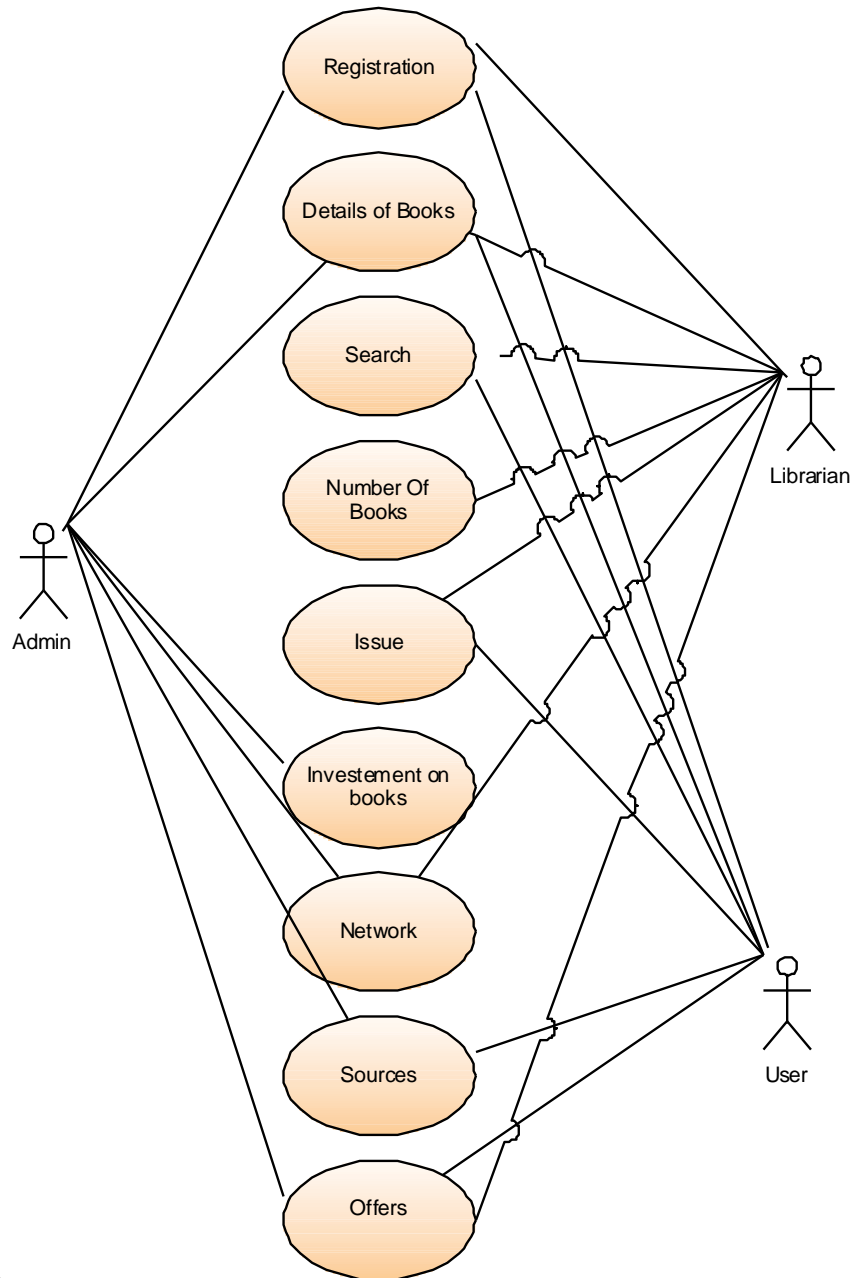 Registration
Details of Books
Search
Number Of
Books
Librarian
Admin
Issue
Investement on
books
Network
Sources
User
Offers